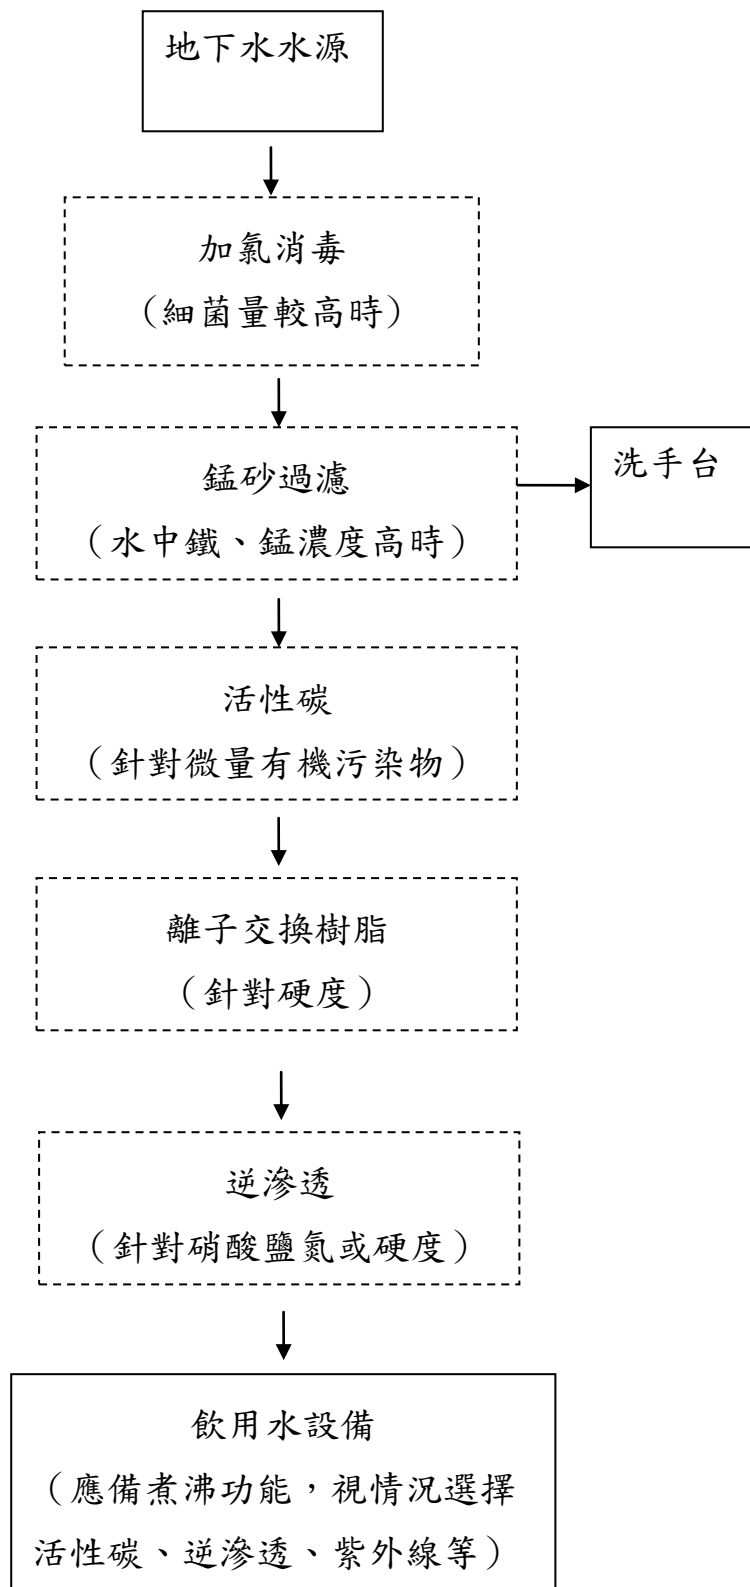 地下水水源
加氯消毒
（細菌量較高時）
錳砂過濾
（水中鐵、錳濃度高時）
洗手台
活性碳
（針對微量有機污染物）
離子交換樹脂
（針對硬度）
逆滲透
（針對硝酸鹽氮或硬度）
飲用水設備
（應備煮沸功能，視情況選擇
活性碳、逆滲透、紫外線等）